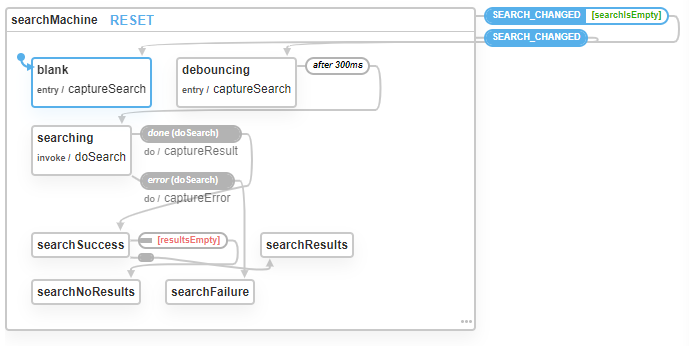 searchMachine RESET
SEARCH_CHANGED [searchIsEmpty]
SEARCH_CHANGED
blank
entry / captureSearch
debouncing
entry / captureSearch
after 300ms
searching
invoke / doSearch
done (doSearch)
do / captureResult
error (doSearch)
do / captureError
searchSuccess
[resultsEmpty]
searchResults
searchNoResults
searchFailure